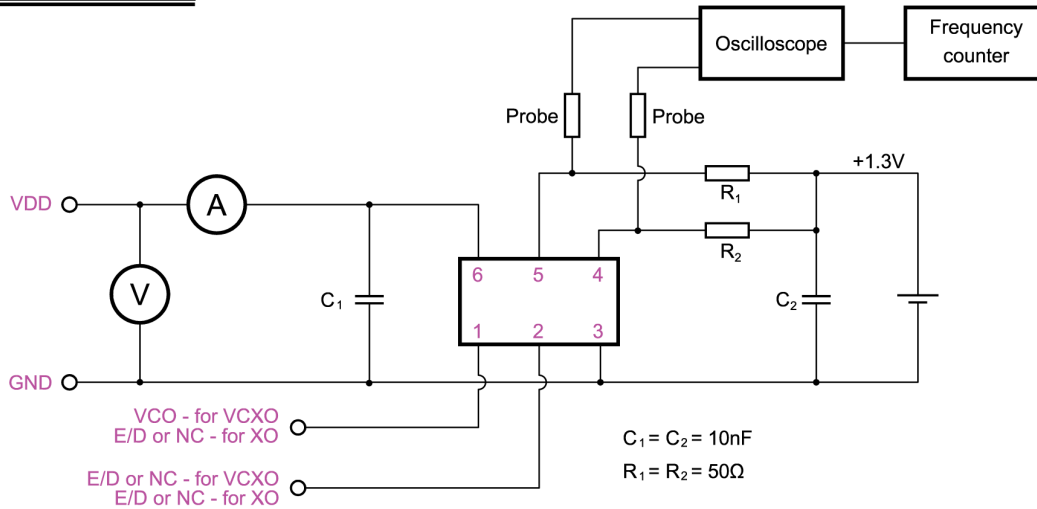 Oscilloscope
Frequency
counter
Probe
Probe
+1.3V
R₁
VDD
A
R₂
6 5 4
V
C₁
C₂
1 2 3
GND
VCO - for VCXO
E/D or NC - for XO
C₁ = C₂ = 10nF
R₁ = R₂ = 50Ω
E/D or NC - for VCXO
E/D or NC - for XO